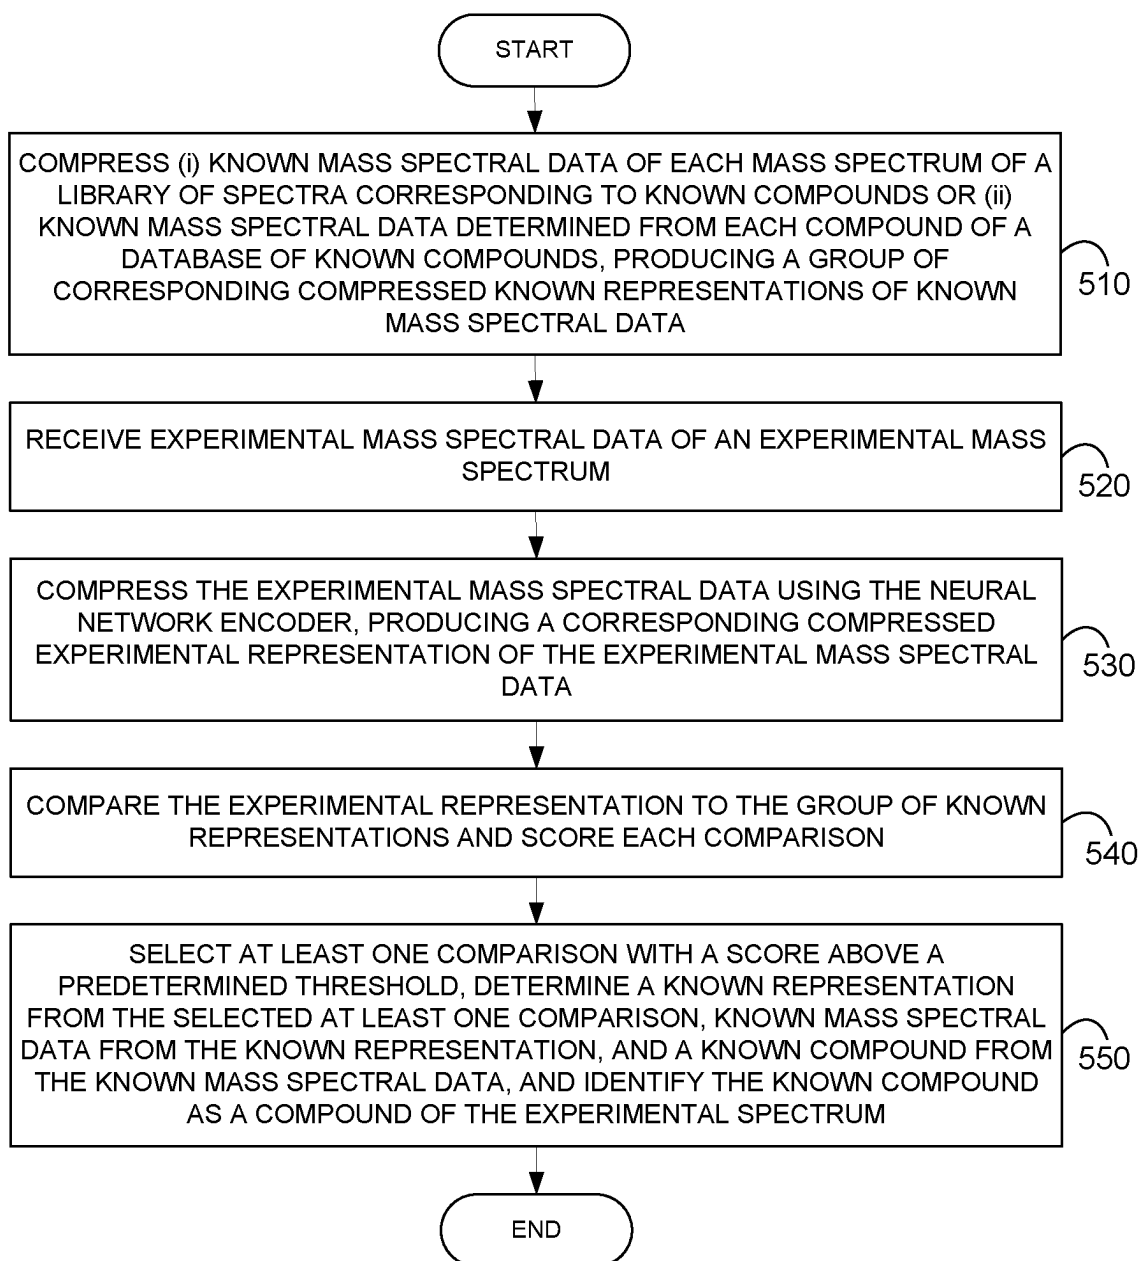 START
COMPRESS (i) KNOWN MASS SPECTRAL DATA OF EACH MASS SPECTRUM OF A
LIBRARY OF SPECTRA CORRESPONDING TO KNOWN COMPOUNDS OR (ii)
KNOWN MASS SPECTRAL DATA DETERMINED FROM EACH COMPOUND OF A
DATABASE OF KNOWN COMPOUNDS, PRODUCING A GROUP OF
CORRESPONDING COMPRESSED KNOWN REPRESENTATIONS OF KNOWN
MASS SPECTRAL DATA
510
RECEIVE EXPERIMENTAL MASS SPECTRAL DATA OF AN EXPERIMENTAL MASS
SPECTRUM
520
COMPRESS THE EXPERIMENTAL MASS SPECTRAL DATA USING THE NEURAL
NETWORK ENCODER, PRODUCING A CORRESPONDING COMPRESSED
EXPERIMENTAL REPRESENTATION OF THE EXPERIMENTAL MASS SPECTRAL
DATA
530
COMPARE THE EXPERIMENTAL REPRESENTATION TO THE GROUP OF KNOWN
REPRESENTATIONS AND SCORE EACH COMPARISON
540
SELECT AT LEAST ONE COMPARISON WITH A SCORE ABOVE A
PREDETERMINED THRESHOLD, DETERMINE A KNOWN REPRESENTATION
FROM THE SELECTED AT LEAST ONE COMPARISON, KNOWN MASS SPECTRAL
DATA FROM THE KNOWN REPRESENTATION, AND A KNOWN COMPOUND FROM
THE KNOWN MASS SPECTRAL DATA, AND IDENTIFY THE KNOWN COMPOUND
AS A COMPOUND OF THE EXPERIMENTAL SPECTRUM
550
END